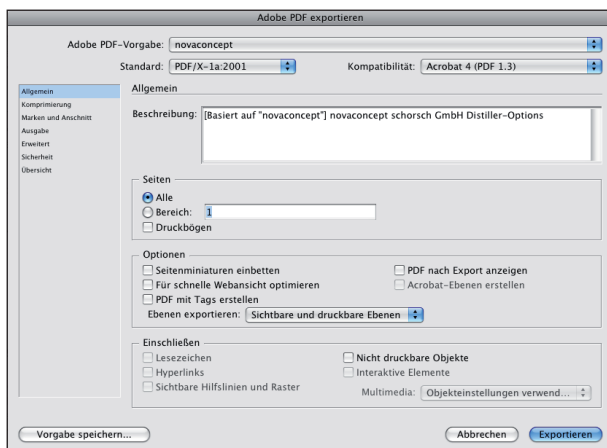 Adobe PDF exportieren
Adobe PDF-Vorgabe: novaconcept
Standard: PDF/X-1a:2001 Kompatibilität: Acrobat 4 (PDF 1.3)
Allgemein
Komprimierung
Marken und Anschnitt
Ausgabe
Erweitert
Sicherheit
Übersicht
Allgemein
Beschreibung: [Basiert auf "novaconcept"] novaconcept schorsch GmbH Distiller-Options
Seiten
Alle
Bereich: 1
Druckbögen
Optionen
Seitenminiaturen einbetten PDF nach Export anzeigen
Für schnelle Webansicht optimieren Acrobat-Ebenen erstellen
PDF mit Tags erstellen
Ebenen exportieren: Sichtbare und druckbare Ebenen
Einschließen
Lesezeichen Nicht druckbare Objekte
Hyperlinks Interaktive Elemente
Sichtbare Hilfslinien und Raster Multimedia: Objekteinstellungen verwend...
Vorgabe speichern... Abbrechen Exportieren